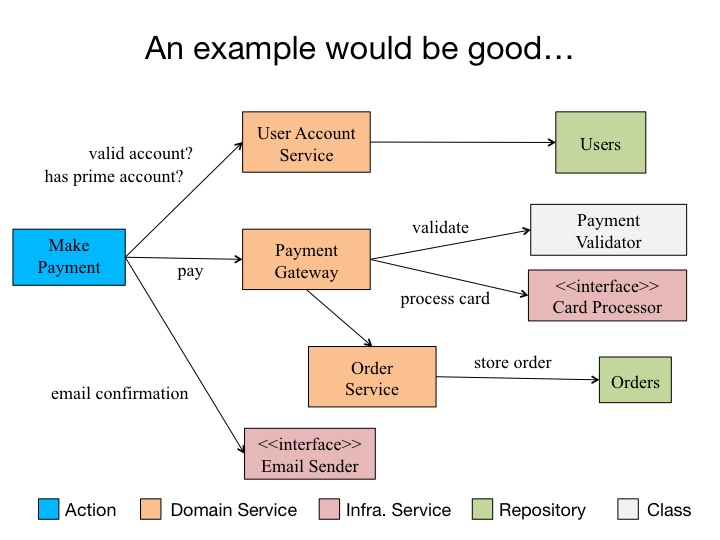 An example would be good…
User Account
Service
Users
valid account?
has prime account?
Make
Payment
pay
Payment
Gateway
validate
Payment
Validator
process card
<<interface>>
Card Processor
Order
Service
store order
Orders
email confirmation
<<interface>>
Email Sender
Action
Domain Service
Infra. Service
Repository
Class